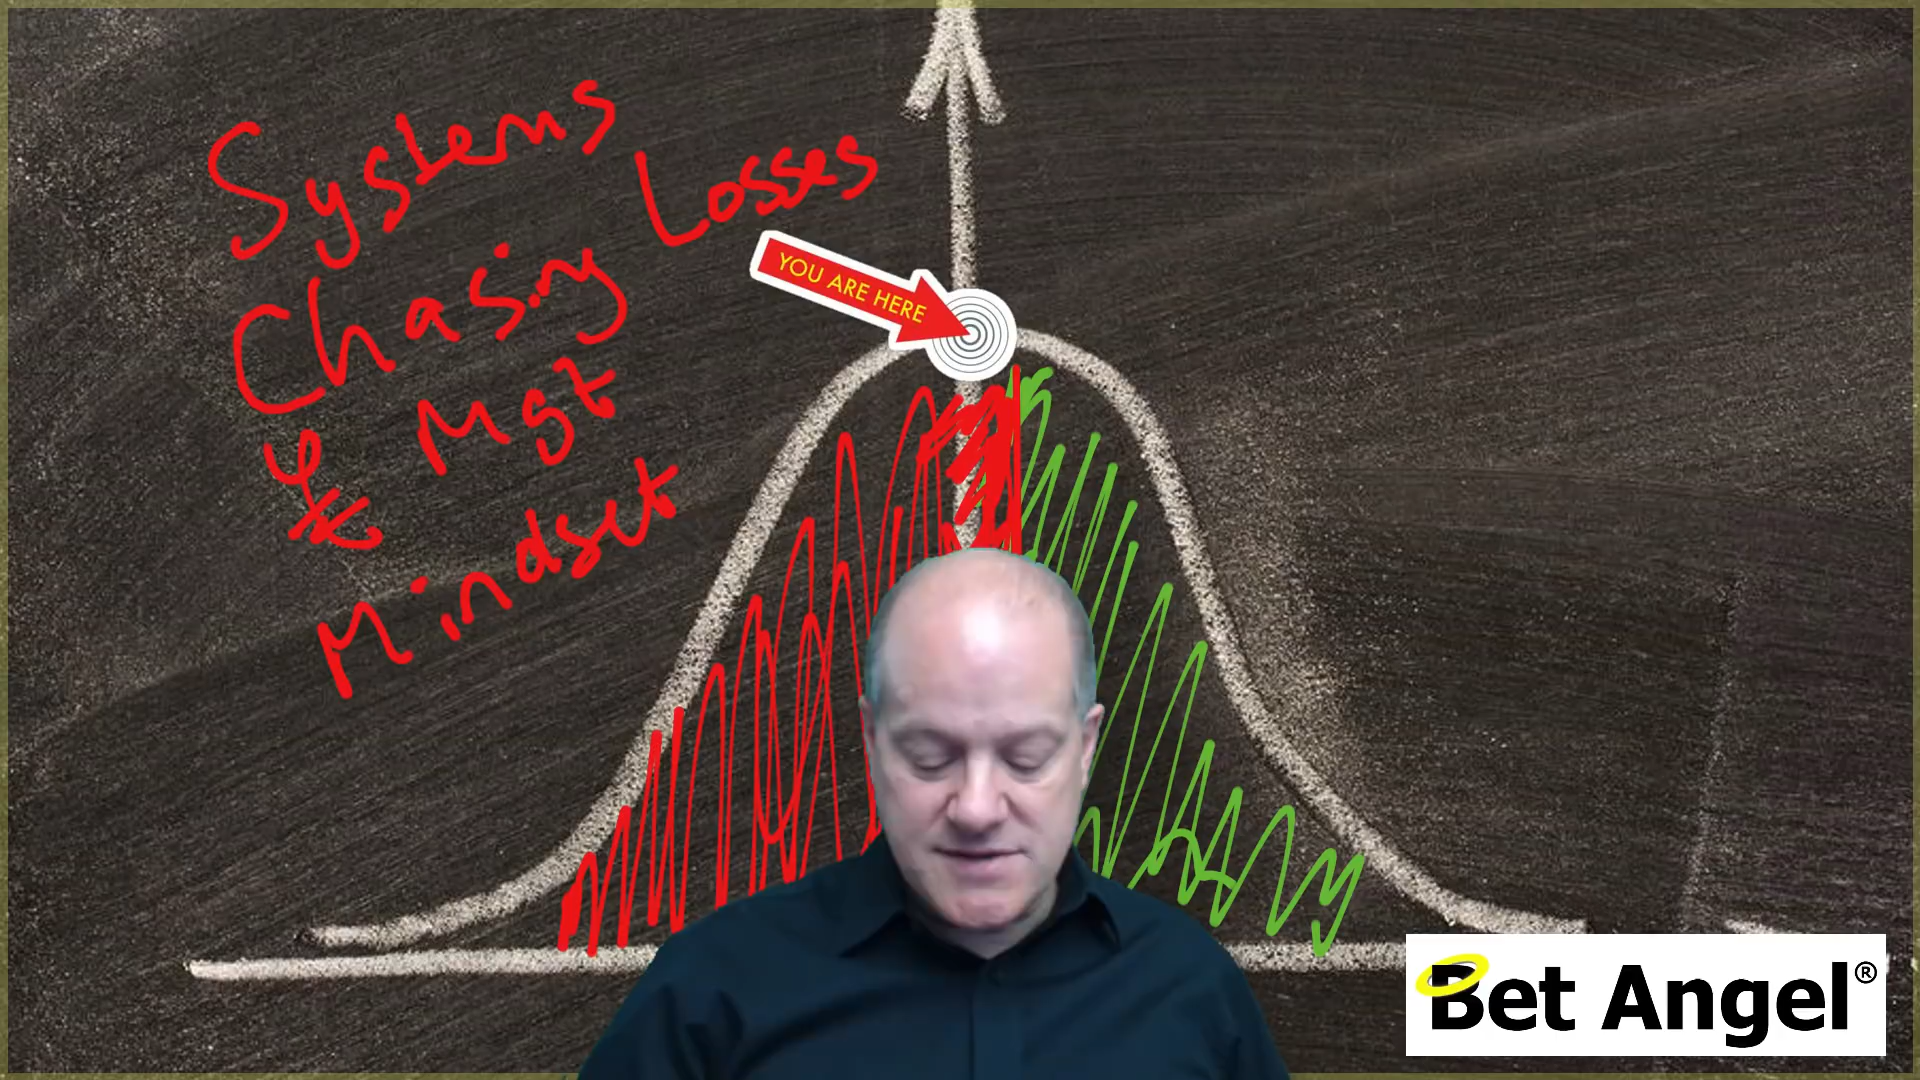 Systems
Chasing Losses
YOU ARE HERE
Mgt
Mindset
Bet Angel®